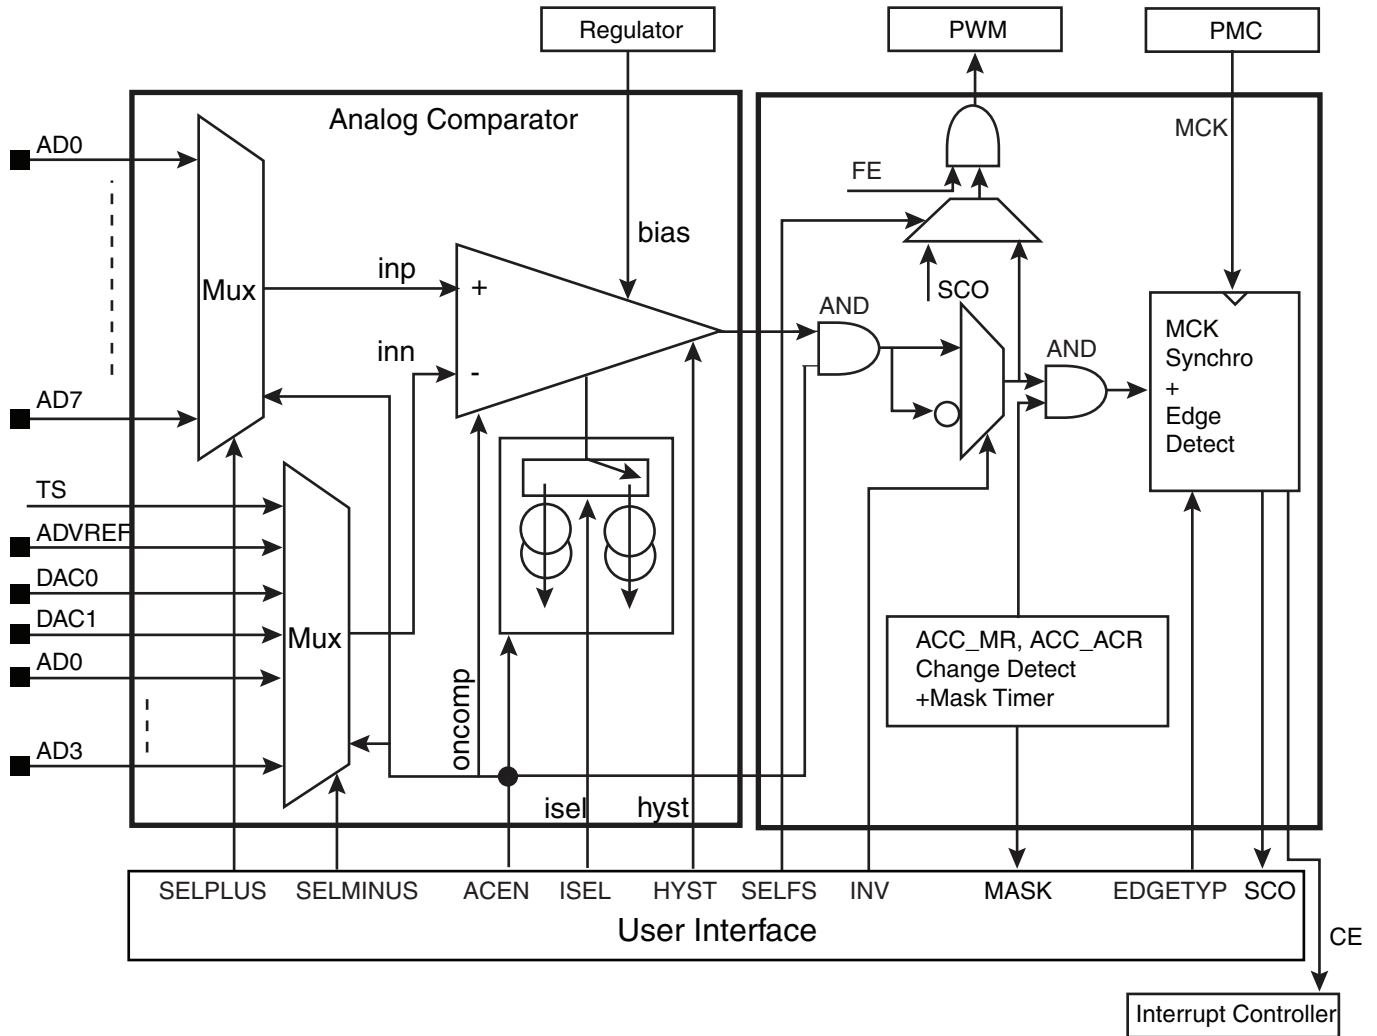 Regulator
PWM
PMC
Analog Comparator
MCK
AD0
FE
bias
inp
Mux
+
SCO
AND
MCK
Synchro
+
Edge
Detect
inn
-
AND
AD7
TS
ADVREF
DAC0
DAC1
Mux
AD0
ACC_MR, ACC_ACR
Change Detect
+Mask Timer
oncomp
AD3
isel
hyst
SELPLUS
SELMINUS
ACEN
ISEL
HYST
SELFS
INV
MASK
EDGETYP
SCO
User Interface
CE
Interrupt Controller